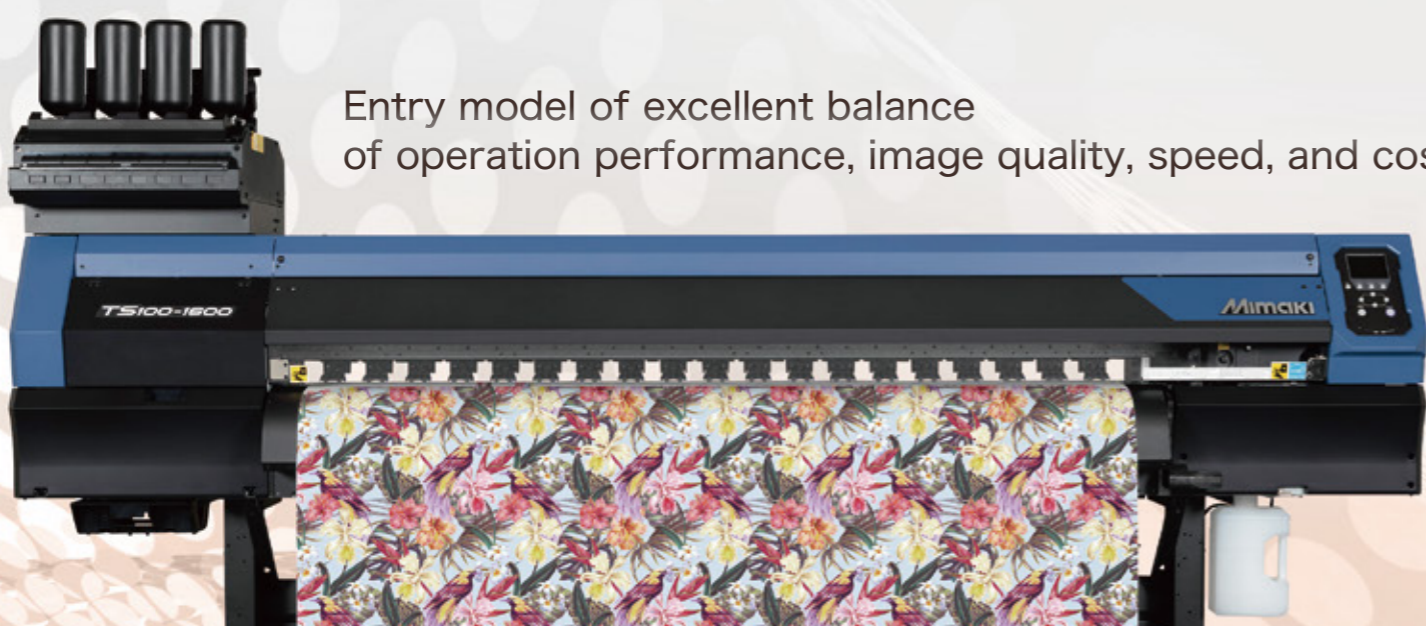 Entry model of excellent balance
of operation performance, image quality, speed, and cos
TS100-1600
Mimaki